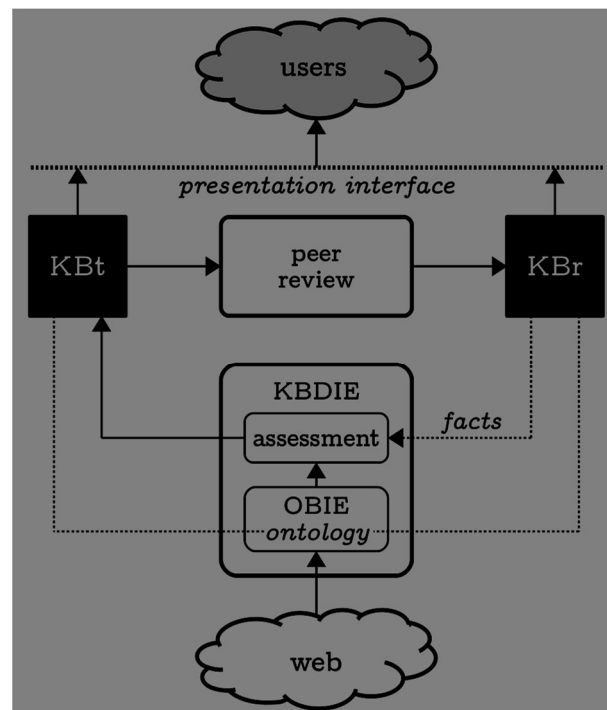 users
presentation interface
KBt
peer
review
KBr
KBDIE
assessment
facts
OBIE
ontology
web